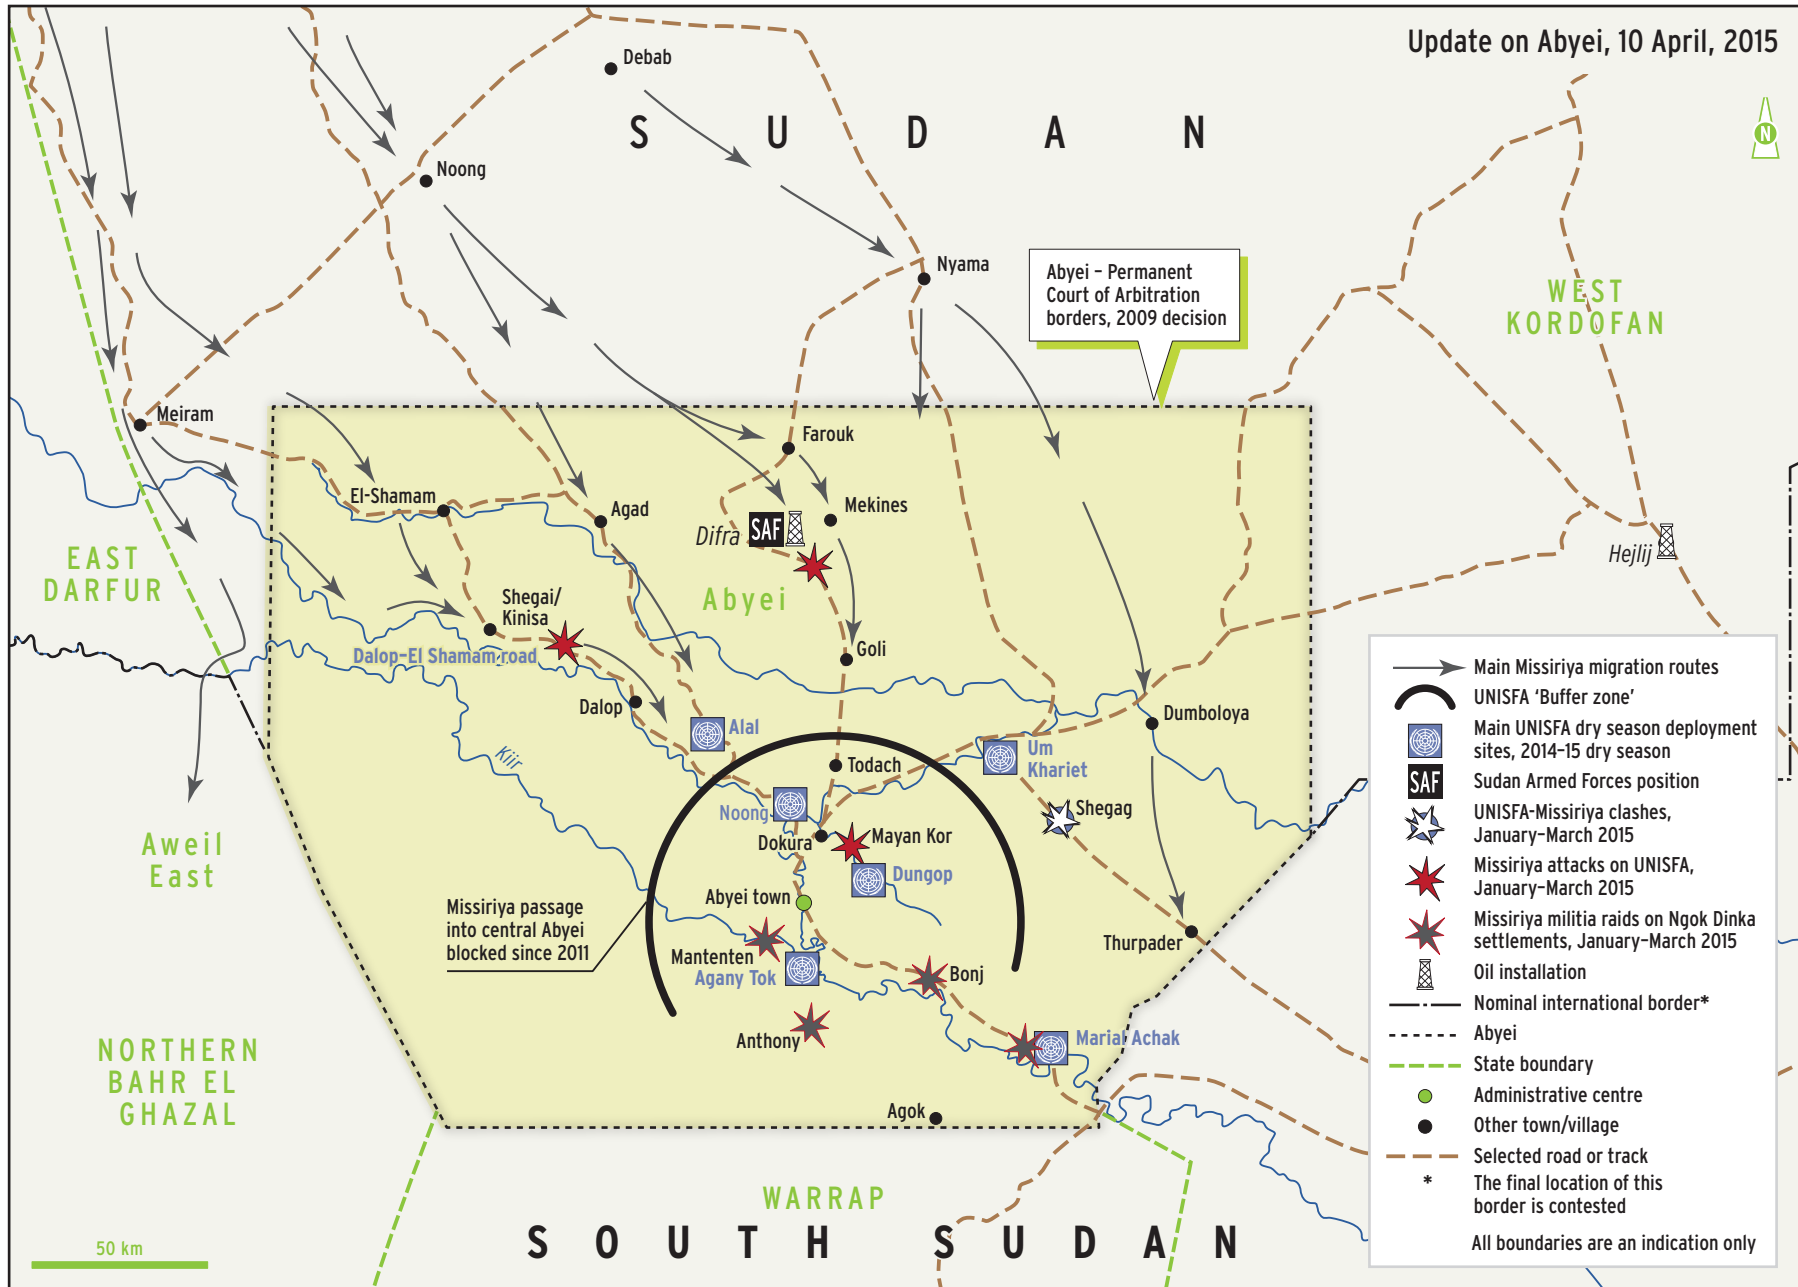 Update on Abyei, 10 April, 2015
N
Debab
SUDAN
Noong
Nyama
Abyei – Permanent
Court of Arbitration
borders, 2009 decision
WEST
KORDOFAN
Meiram
Farouk
El-Shamam
Agad
Mekines
Difra
SAF
Hejlij
EAST
DARFUR
Abyei
Shegai/
Kinisa
Dalop-El Shamam road
Goli
Dalop
Alal
Dumboloya
Kiir
Um
Khariet
Todach
Noong
Shegag
Dokura
Mayan Kor
Aweil
East
Dungop
Abyei town
Missiriya passage
into central Abyei
blocked since 2011
Thurpader
Mantenten
Agany Tok
Bonj
Anthony
Marial Achak
NORTHERN
BAHR EL
GHAZAL
Agok
WARRAP
SOUTH SUDAN
50 km
Main Missiriya migration routes
UNISFA ‘Buffer zone’
Main UNISFA dry season deployment
sites, 2014-15 dry season
SAF
Sudan Armed Forces position
UNISFA-Missiriya clashes,
January–March 2015
Missiriya attacks on UNISFA,
January–March 2015
Missiriya militia raids on Ngok Dinka
settlements, January–March 2015
Oil installation
Nominal international border*
Abyei
State boundary
Administrative centre
Other town/village
Selected road or track
* The final location of this
border is contested
All boundaries are an indication only